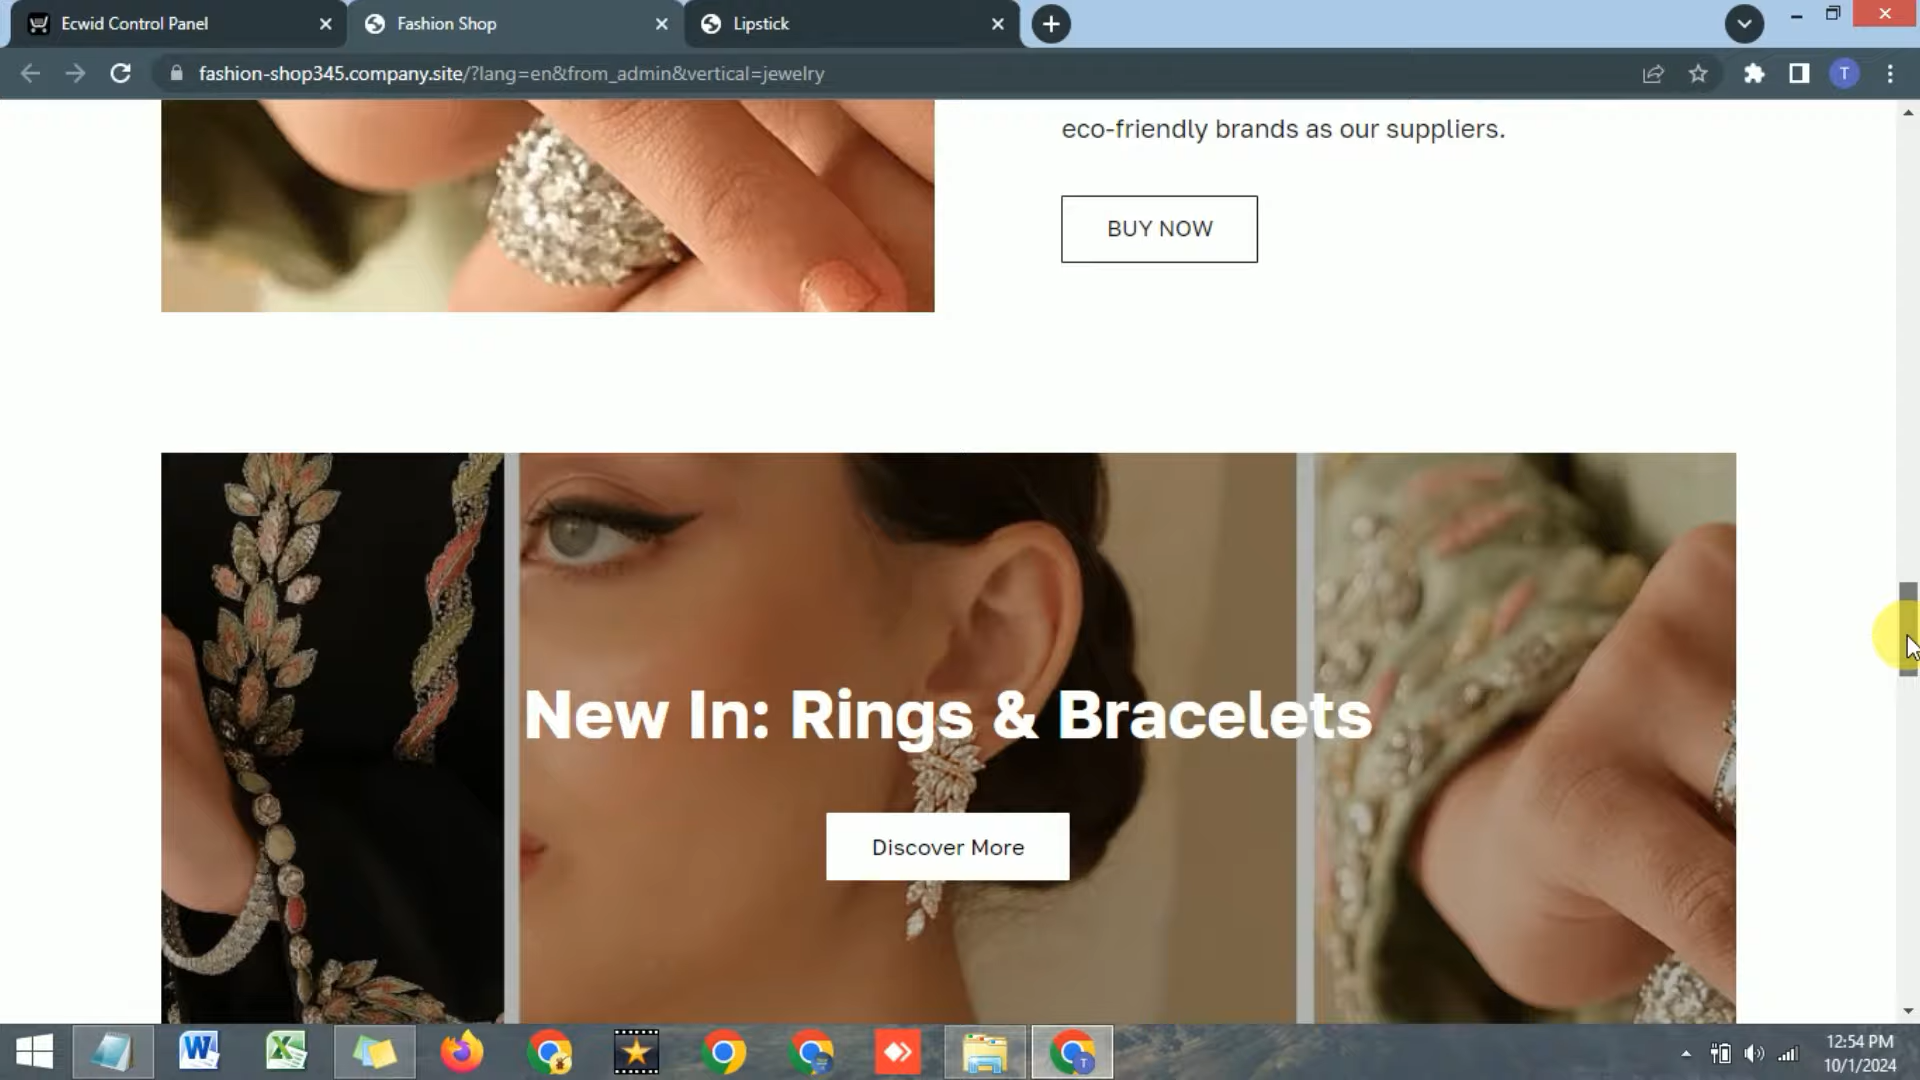 Ecwid Control Panel
Fashion Shop
Lipstick
fashion-shop345.company.site/?lang=en&from_admin&vertical=jewelry
T
eco-friendly brands as our suppliers.
BUY NOW
New In: Rings & Bracelets
Discover More
12:54 PM
10/1/2024